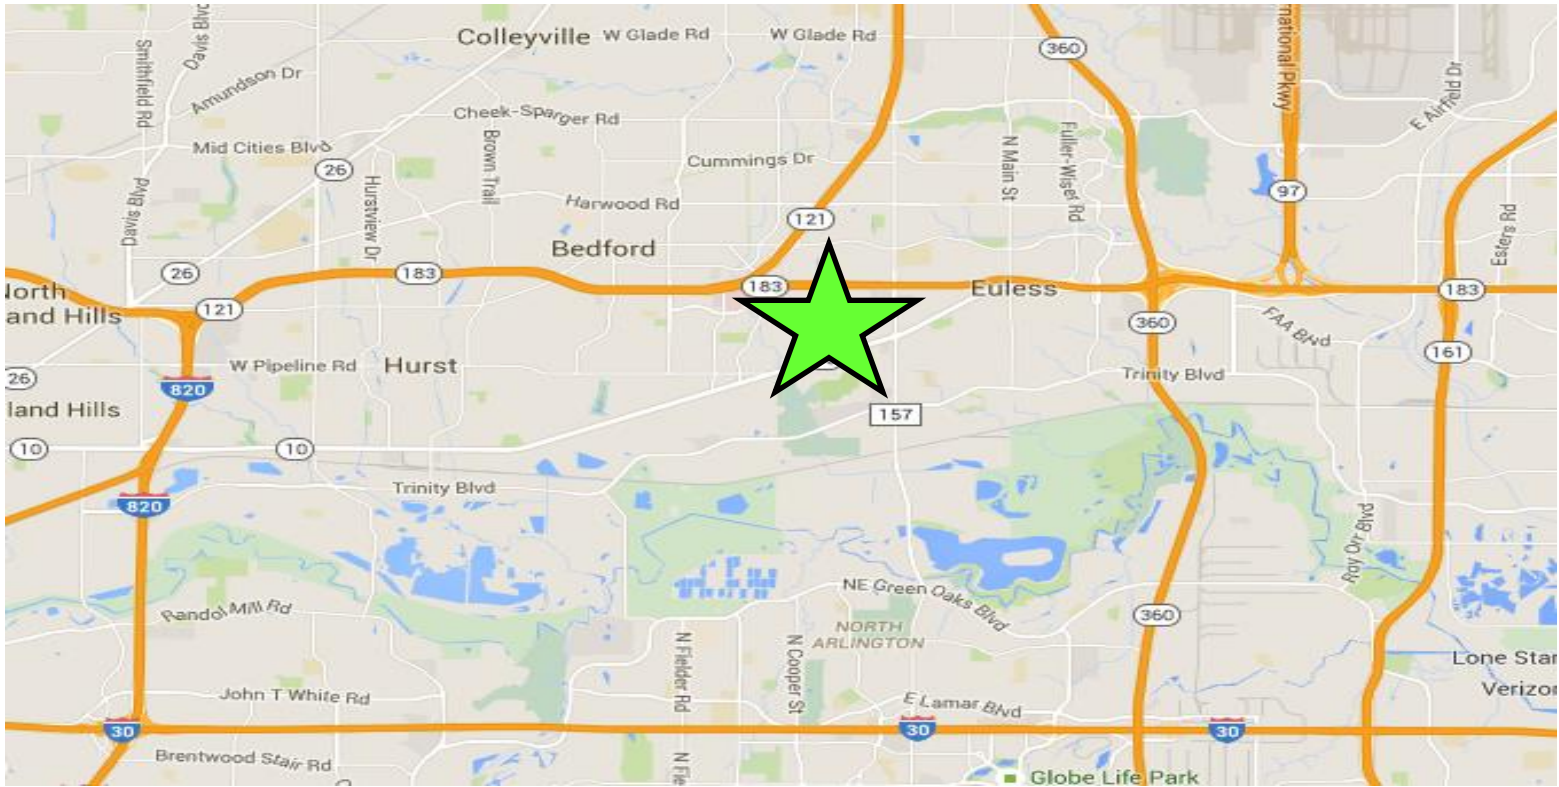 Colleyville
W Glade Rd
W Glade Rd
360
Davis Blvd
Smithfield Rd
Amundson Dr
Cheek-Sparger Rd
E Airfield Dr
Mid Cities Blvd
26
Brown Trail
Cummings Dr
N Main St
Fuller-Wiser Rd
97
Hurstview Dr
Davis Blvd
Harwood Rd
121
Esters Rd
Bedford
26
183
183
Euless
183
North
and Hills
121
360
FAA Blvd
161
W Pipeline Rd
Hurst
26
820
Trinity Blvd
land Hills
157
10
10
Trinity Blvd
820
Roy Orr Blvd
NE Green Oaks Blvd
Randol Mill Rd
360
NORTH
ARLINGTON
N Fielder Rd
N Cooper St
Lone Star
Verizon
John T White Rd
E Lamar Blvd
30
30
30
Brentwood Stair Rd
N Fie
Globe Life Park